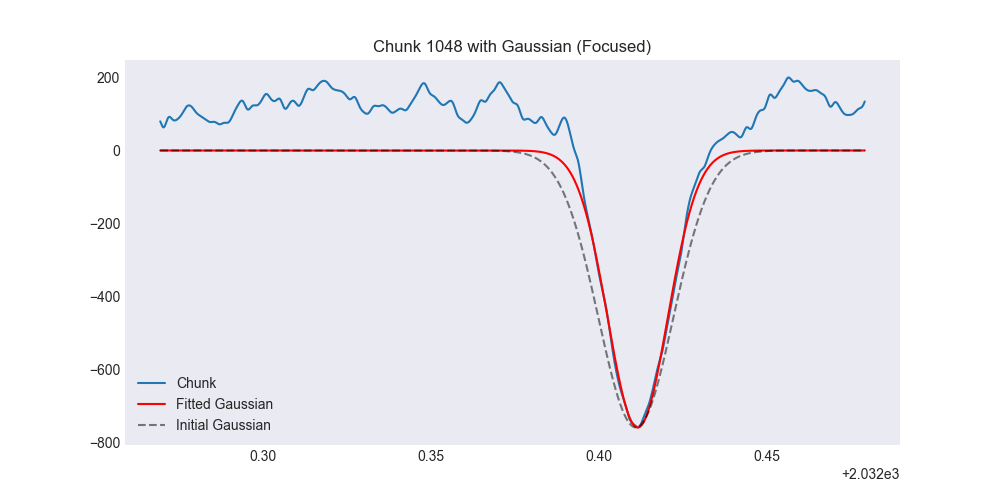 Chunk 1048 with Gaussian (Focused)
200
0
−200
−400
−600
−800
Chunk
Fitted Gaussian
Initial Gaussian
0.30 0.35 0.40 0.45
+2.032e3